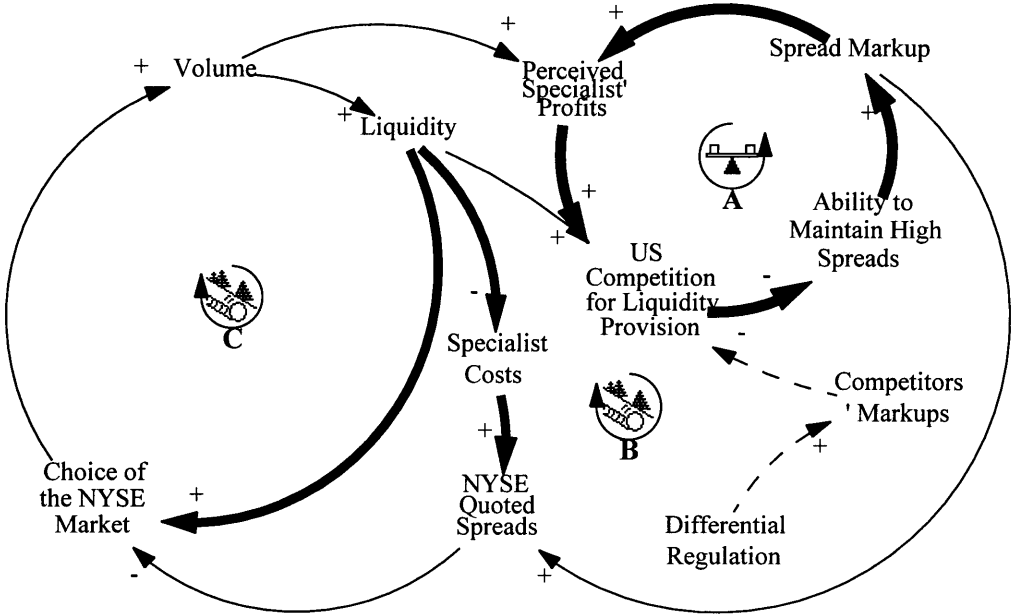 +
+
+
Spread Markup
Volume
Perceived
Specialist'
Profits
+
Liquidity
+
A
+
Ability to
Maintain High
Spreads
+
US
Competition
for Liquidity
Provision
-
-
-
C
Specialist
Costs
+
B
Competitors
' Markups
+
Choice of
the NYSE
Market
+
NYSE
Quoted
Spreads
Differential
Regulation
-
+